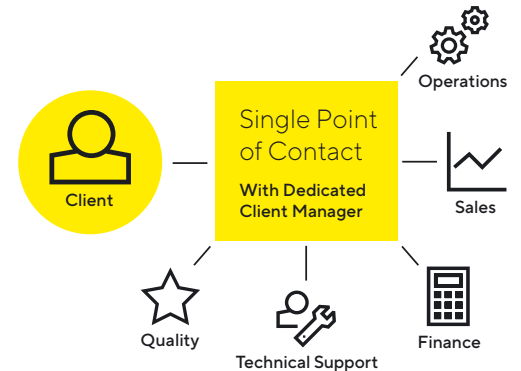 Operations
Single Point
of Contact
With Dedicated
Client Manager
Client
Sales
Quality
Technical Support
Finance